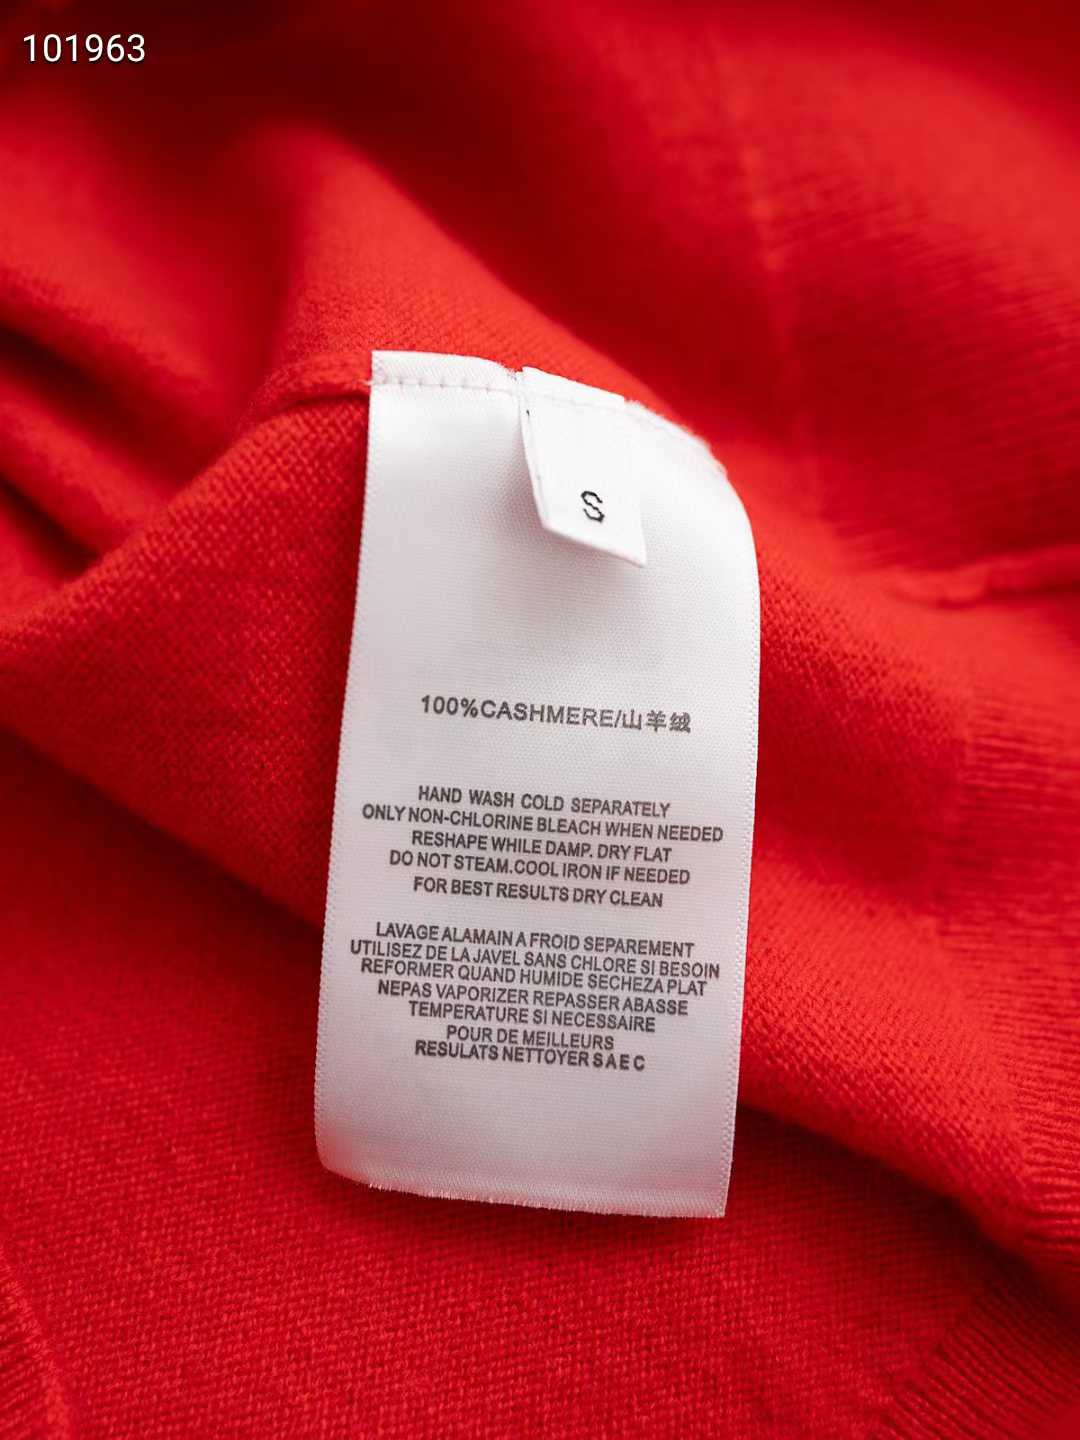 101963
S
100%CASHMERE/山羊绒
HAND WASH COLD SEPARATELY
ONLY NON-CHLORINE BLEACH WHEN NEEDED
RESHAPE WHILE DAMP. DRY FLAT
DO NOT STEAM.COOL IRON IF NEEDED
FOR BEST RESULTS DRY CLEAN
LAVAGE ALAMAIN A FROID SEPAREMENT
UTILISEZ DE LA JAVEL SANS CHLORE SI BESOIN
REFORMER QUAND HUMIDE SECHEZA PLAT
NEPAS VAPORIZER REPASSER ABASSE
TEMPERATURE SI NECESSAIRE
POUR DE MEILLEURS
RESULATS NETTOYER S A E C